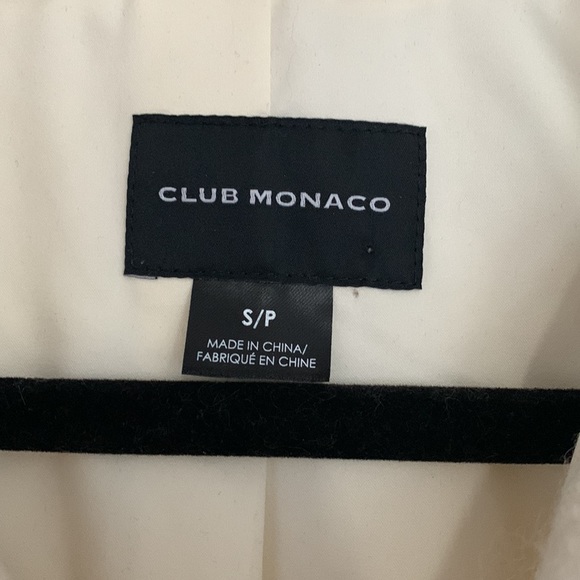 CLUB MONACO
S/P
MADE IN CHINA/
FABRIQUÉ EN CHINE